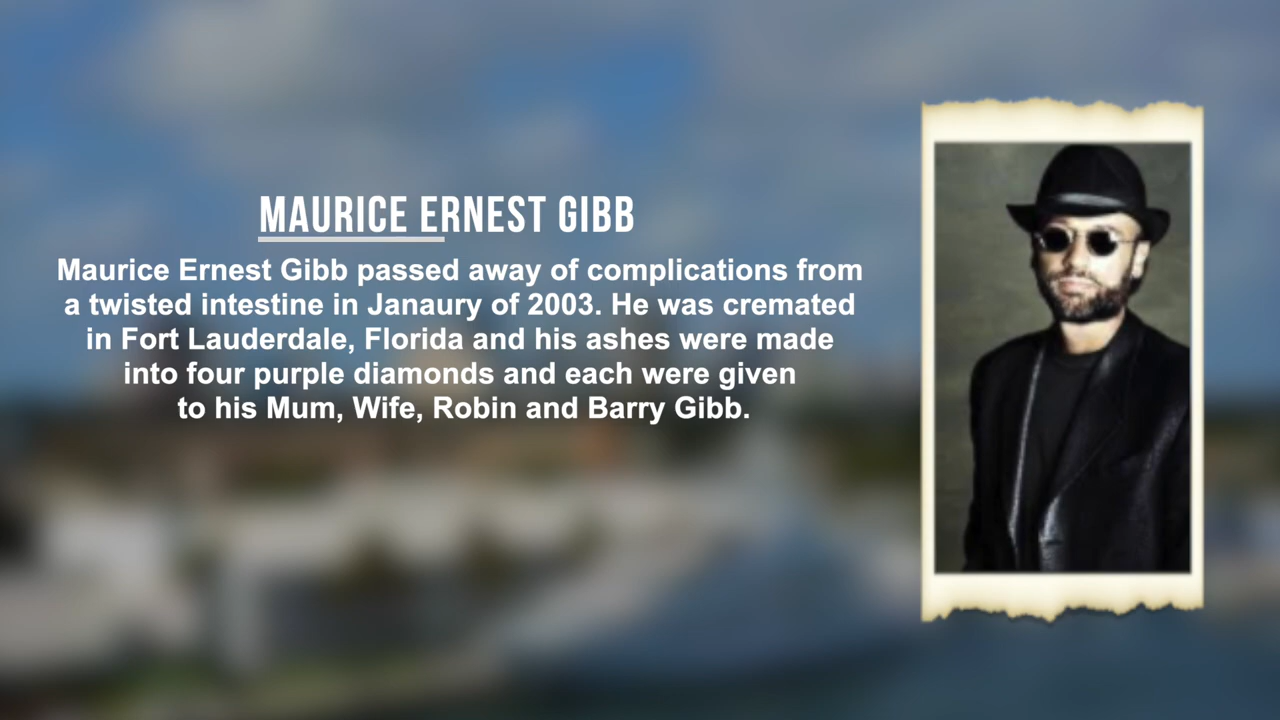 MAURICE ERNEST GIBB
Maurice Ernest Gibb passed away of complications from
a twisted intestine in Janaury of 2003. He was cremated
in Fort Lauderdale, Florida and his ashes were made
into four purple diamonds and each were given
to his Mum, Wife, Robin and Barry Gibb.